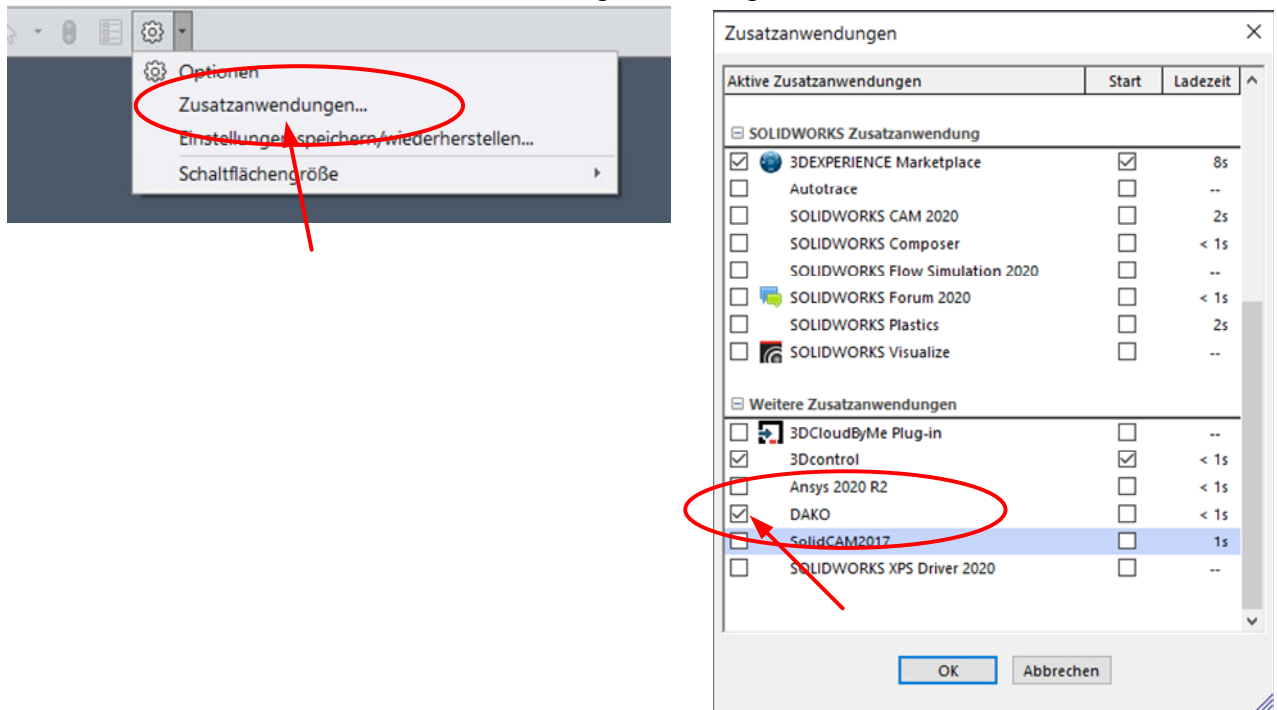 Optionen
Zusatzanwendungen...
Einstellungen speichern/wiederherstellen...
Schaltflächengröße
Zusatzanwendungen
Aktive Zusatzanwendungen Start Ladezeit
SOLIDWORKS Zusatzanwendung
3DEXPERIENCE Marketplace 8s
Autotrace --
SOLIDWORKS CAM 2020 2s
SOLIDWORKS Composer < 1s
SOLIDWORKS Flow Simulation 2020 --
SOLIDWORKS Forum 2020 < 1s
SOLIDWORKS Plastics 2s
SOLIDWORKS Visualize --
Weitere Zusatzanwendungen
3DCloudByMe Plug-in --
3Dcontrol < 1s
Ansys 2020 R2 < 1s
DAKO < 1s
SolidCAM2017 1s
SOLIDWORKS XPS Driver 2020 --
OK Abbrechen